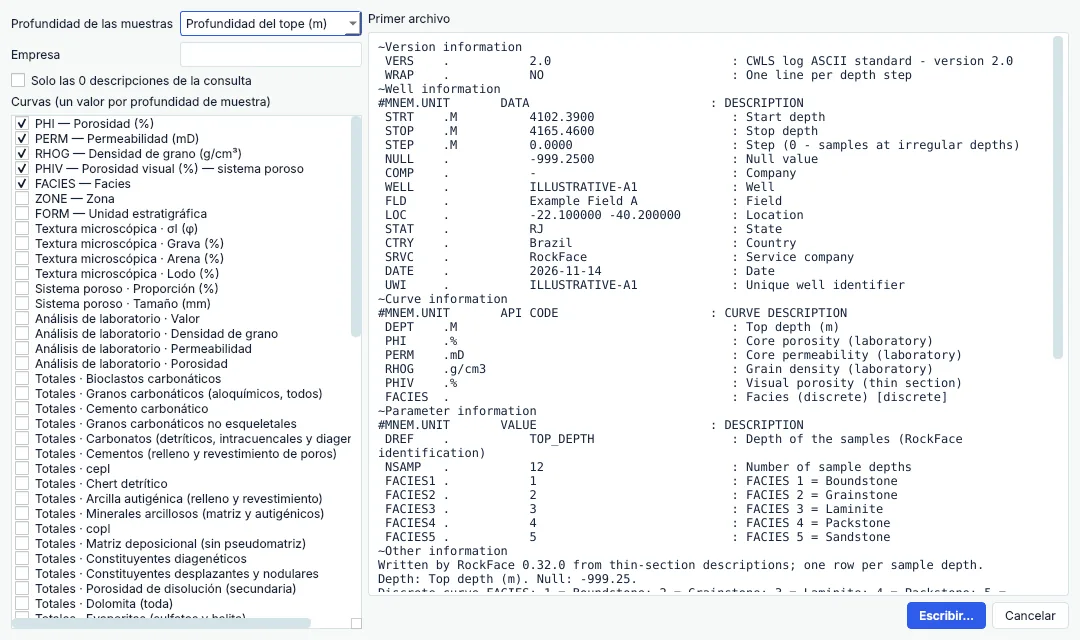 Profundidad de las muestras
Profundidad del tope (m)
Empresa
Solo las 0 descripciones de la consulta
Curvas (un valor por profundidad de muestra)
PHI — Porosidad (%)
PERM — Permeabilidad (mD)
RHOG — Densidad de grano (g/cm³)
PHIV — Porosidad visual (%) — sistema poroso
FACIES — Facies
ZONE — Zona
FORM — Unidad estratigráfica
Textura microscópica · σI (φ)
Textura microscópica · Grava (%)
Textura microscópica · Arena (%)
Textura microscópica · Lodo (%)
Sistema poroso · Proporción (%)
Sistema poroso · Tamaño (mm)
Análisis de laboratorio · Valor
Análisis de laboratorio · Densidad de grano
Análisis de laboratorio · Permeabilidad
Análisis de laboratorio · Porosidad
Totales · Bioclastos carbonáticos
Totales · Granos carbonáticos (aloquímicos, todos)
Totales · Cemento carbonático
Totales · Granos carbonáticos no esqueletales
Totales · Carbonatos (detríticos, intracuencales y diager
Totales · Cementos (relleno y revestimiento de poros)
Totales · cepl
Totales · Chert detrítico
Totales · Arcilla autigénica (relleno y revestimiento)
Totales · Minerales arcillosos (matriz y autigénicos)
Totales · copl
Totales · Matriz deposicional (sin pseudomatriz)
Totales · Constituyentes diagenéticos
Totales · Constituyentes desplazantes y nodulares
Totales · Porosidad de disolución (secundaria)
Totales · Dolomita (toda)
Totales · Evaporitas (sulfatos y halita)
Primer archivo
~Version information
VERS . 2.0 : CWLS log ASCII standard - version 2.0
WRAP . NO : One line per depth step
~Well information
#MNEM.UNIT DATA : DESCRIPTION
STRT .M 4102.3900 : Start depth
STOP .M 4165.4600 : Stop depth
STEP .M 0.0000 : Step (0 - samples at irregular depths)
NULL . -999.2500 : Null value
COMP . - : Company
WELL . ILLUSTRATIVE-A1 : Well
FLD . Example Field A : Field
LOC . -22.100000 -40.200000 : Location
STAT . RJ : State
CTRY . Brazil : Country
SRVC . RockFace : Service company
DATE . 2026-11-14 : Date
UWI . ILLUSTRATIVE-A1 : Unique well identifier
~Curve information
#MNEM.UNIT API CODE : CURVE DESCRIPTION
DEPT .M : Top depth (m)
PHI .% : Core porosity (laboratory)
PERM .mD : Core permeability (laboratory)
RHOG .g/cm3 : Grain density (laboratory)
PHIV .% : Visual porosity (thin section)
FACIES . : Facies (discrete) [discrete]
~Parameter information
#MNEM.UNIT VALUE : DESCRIPTION
DREF . TOP_DEPTH : Depth of the samples (RockFace
identification)
NSAMP . 12 : Number of sample depths
FACIES1 . 1 : FACIES 1 = Boundstone
FACIES2 . 2 : FACIES 2 = Grainstone
FACIES3 . 3 : FACIES 3 = Laminite
FACIES4 . 4 : FACIES 4 = Packstone
FACIES5 . 5 : FACIES 5 = Sandstone
~Other information
Written by RockFace 0.32.0 from thin-section descriptions; one row per sample depth.
Depth: Top depth (m). Null: -999.25.
Discrete curve FACIES: 1 = Boundstone; 2 = Grainstone; 3 = Laminite; 4 = Packstone; 5 =
Escribir...
Cancelar